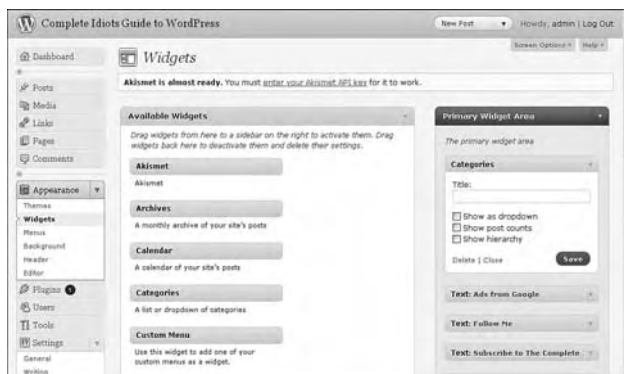 Complete Idiots Guide to WordPress
New Post
Howdy, admin | Log Out
Screen Options
Help
Dashboard
Posts
Media
Links
Pages
Comments
Appearance
Themes
Widgets
Menus
Background
Header
Editor
Plugins 1
Users
Tools
Settings
General
Writing
Widgets
Akismet is almost ready. You must enter your Akismet API key for it to work.
Available Widgets
Drag widgets from here to a sidebar on the right to activate them. Drag
widgets back here to deactivate them and delete their settings.
Akismet
Akismet
Archives
A monthly archive of your site's posts
Calendar
A calendar of your site's posts
Categories
A list or dropdown of categories
Custom Menu
Use this widget to add one of your
custom menus as a widget.
Primary Widget Area
The primary widget area
Categories
Title:
Show as dropdown
Show post counts
Show hierarchy
Delete | Close
Save
Text: Ads from Google
Text: Follow Me
Text: Subscribe to The Complete